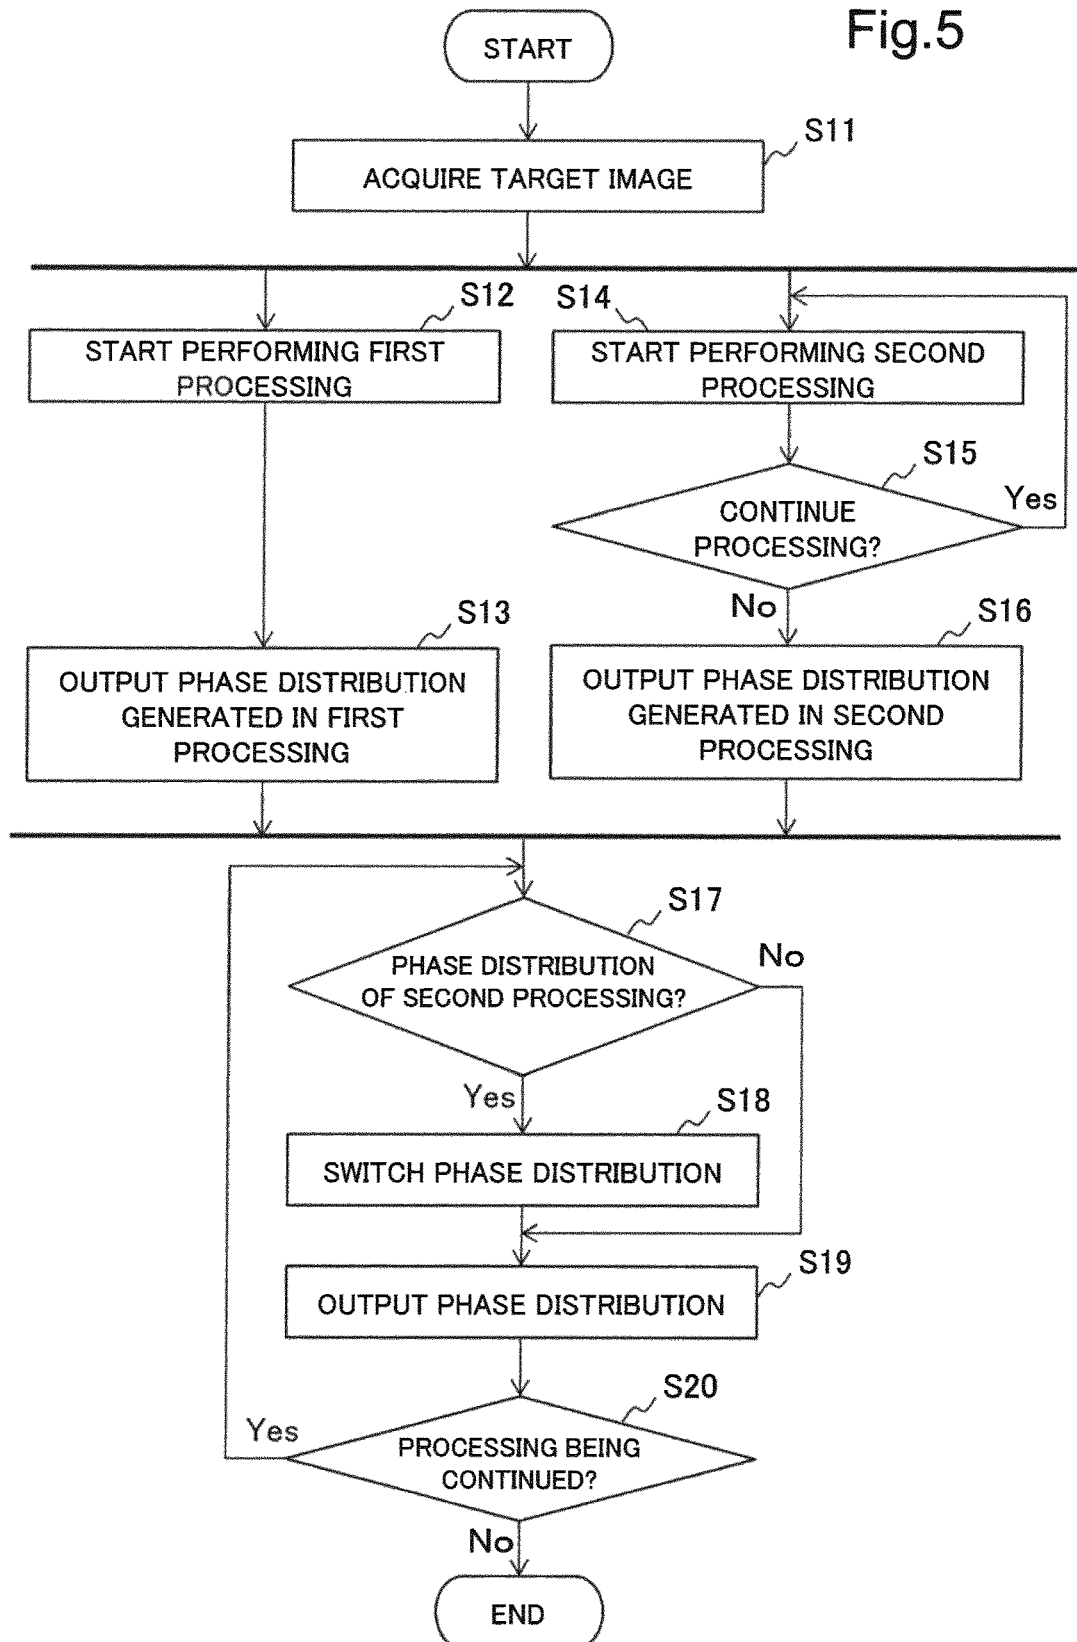 Fig.5
START
S11
ACQUIRE TARGET IMAGE
S12
START PERFORMING FIRST
PROCESSING
S14
START PERFORMING SECOND
PROCESSING
S15
CONTINUE
PROCESSING?
Yes
No
S13
OUTPUT PHASE DISTRIBUTION
GENERATED IN FIRST
PROCESSING
S16
OUTPUT PHASE DISTRIBUTION
GENERATED IN SECOND
PROCESSING
S17
PHASE DISTRIBUTION
OF SECOND PROCESSING?
No
Yes
S18
SWITCH PHASE DISTRIBUTION
S19
OUTPUT PHASE DISTRIBUTION
S20
PROCESSING BEING
CONTINUED?
Yes
No
END